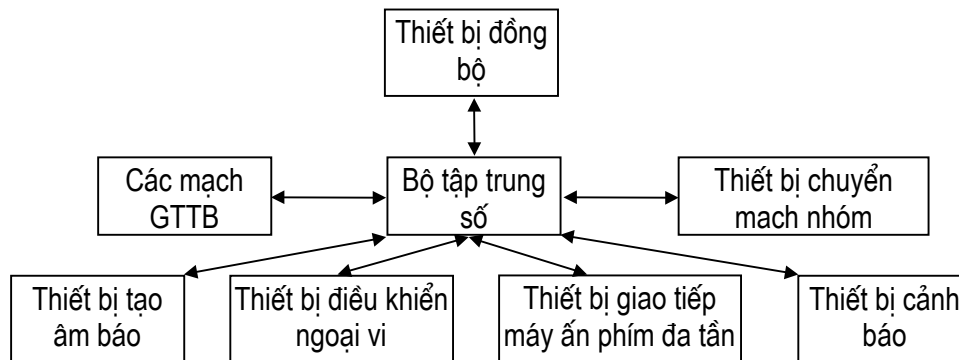 Thiết bị đồng
bộ
Các mạch
GTTB
Bộ tập trung
số
Thiết bị chuyển
mach nhóm
Thiết bị tạo
âm báo
Thiết bị điều khiển
ngoại vi
Thiết bị giao tiếp
máy ấn phím đa tần
Thiết bị cảnh
báo